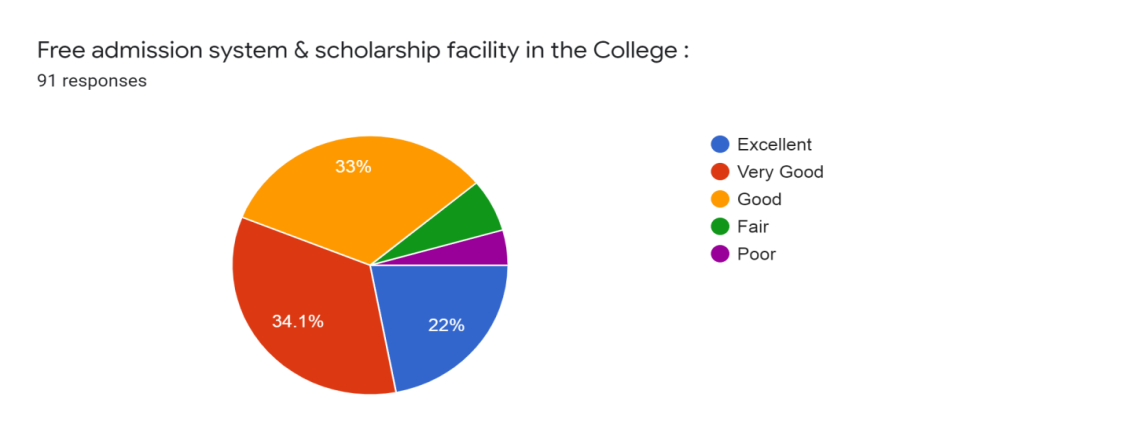 Free admission system & scholarship facility in the College :
91 responses
33%
34.1%
22%
Excellent
Very Good
Good
Fair
Poor